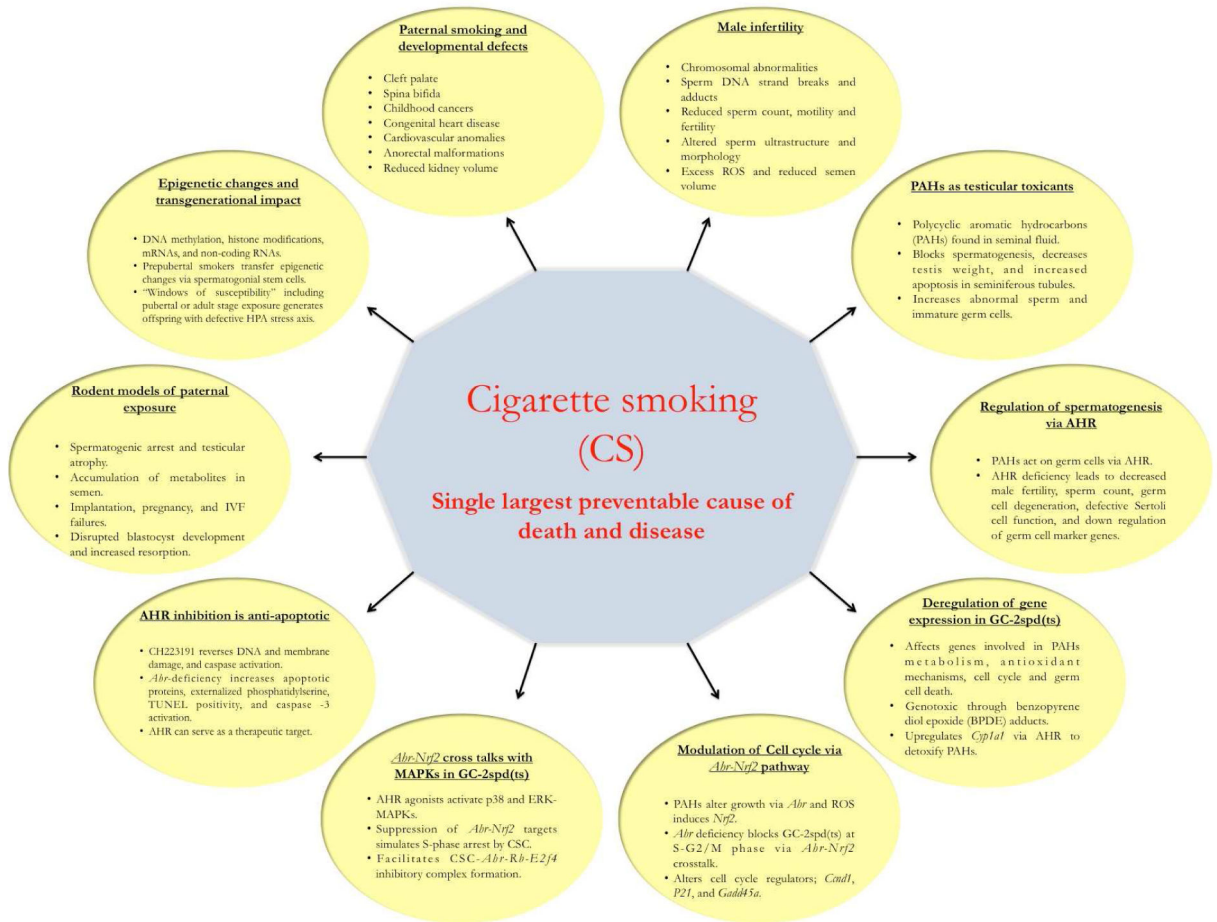 Paternal smoking and
developmental defects
• Cleft palate
• Spina bifida
• Childhood cancers
• Congenital heart disease
• Cardiovascular anomalies
• Anorectal malformations
• Reduced kidney volume
Male infertility
• Chromosomal abnormalities
• Sperm DNA strand breaks and
adducts
• Reduced sperm count, motility and
fertility
• Altered sperm ultrastructure and
morphology
• Excess ROS and reduced semen
volume
Epigenetic changes and
transgenerational impact
• DNA methylation, histone modifications,
mRNAs, and non-coding RNAs.
• Prepubertal smokers transfer epigenetic
changes via spermatogonial stem cells.
• “Windows of susceptibility” including
pubertal or adult stage exposure generates
offspring with defective HPA stress axis.
PAHs as testicular toxicants
• Polycyclic aromatic hydrocarbons
(PAHs) found in seminal fluid.
• Blocks spermatogenesis, decreases
testis weight, and increased
apoptosis in seminiferous tubules.
• Increases abnormal sperm and
immature germ cells.
Rodent models of paternal
exposure
• Spermatogenic arrest and testicular
atrophy.
• Accumulation of metabolites in
semen.
• Implantation, pregnancy, and IVF
failures.
• Disrupted blastocyst development
and increased resorption.
Cigarette smoking
(CS)
Single largest preventable cause of
death and disease
Regulation of spermatogenesis
via AHR
• PAHs act on germ cells via AHR.
• AHR deficiency leads to decreased
male fertility, sperm count, germ
cell degeneration, defective Sertoli
cell function, and down regulation
of germ cell marker genes.
AHR inhibition is anti-apoptotic
• CH223191 reverses DNA and membrane
damage, and caspase activation.
• Ahr-deficiency increases apoptotic
proteins, externalized phosphatidylserine,
TUNEL positivity, and caspase -3
activation.
• AHR can serve as a therapeutic target.
Deregulation of gene
expression in GC-2spd(ts)
• Affects genes involved in PAHs
metabolism, antioxidant
mechanisms, cell cycle and germ
cell death.
• Genotoxic through benzopyrene
diol epoxide (BPDE) adducts.
• Upregulates Cyp1a1 via AHR to
detoxify PAHs.
Ahr-Nrf2 cross talks with
MAPKs in GC-2spd(ts)
• AHR agonists activate p38 and ERK-
MAPKs.
• Suppression of Ahr-Nrf2 targets
simulates S-phase arrest by CSC.
• Facilitates CSC-Ahr-Rb-E2f4
inhibitory complex formation.
Modulation of Cell cycle via
Ahr-Nrf2 pathway
• PAHs alter growth via Ahr and ROS
induces Nrf2.
• Ahr deficiency blocks GC-2spd(ts) at
S-G2/M phase via Ahr-Nrf2
crosstalk.
• Alters cell cycle regulators; Ccnd1,
P21, and Gadd45a.